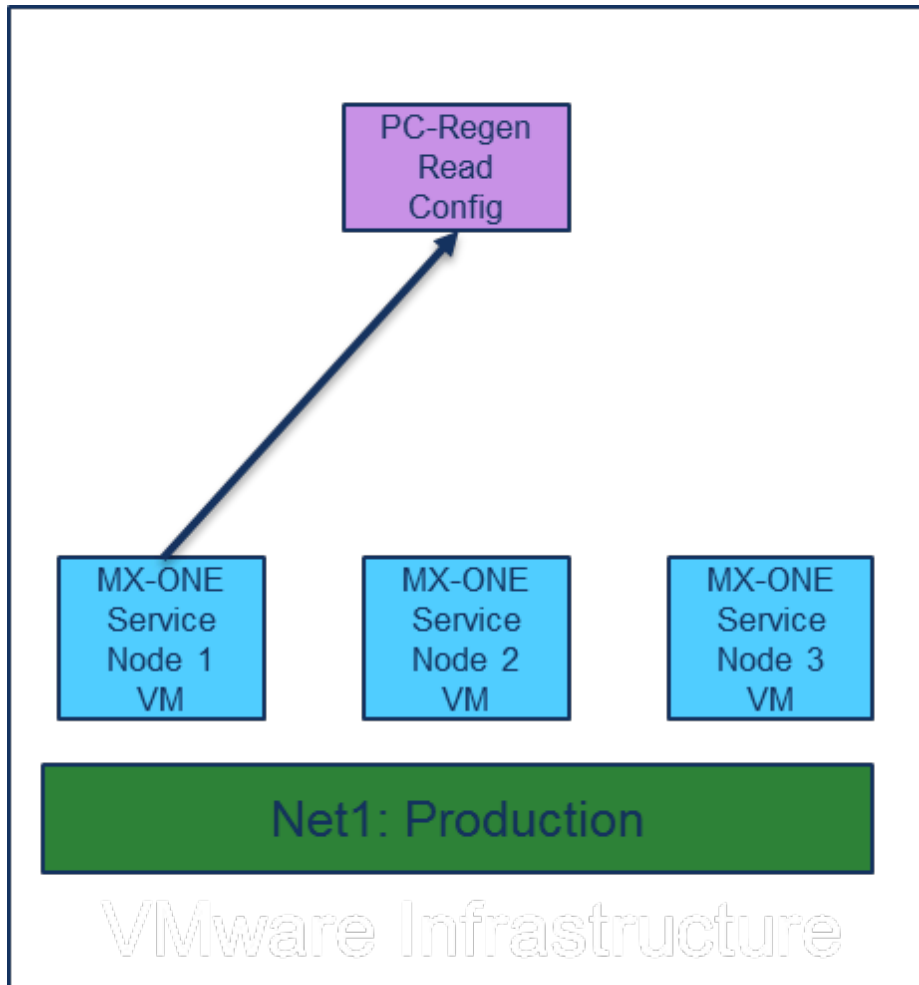 PC-Regen
Read
Config
MX-ONE
Service
Node 1
VM
MX-ONE
Service
Node 2
VM
MX-ONE
Service
Node 3
VM
Net1: Production
VMware Infrastructure